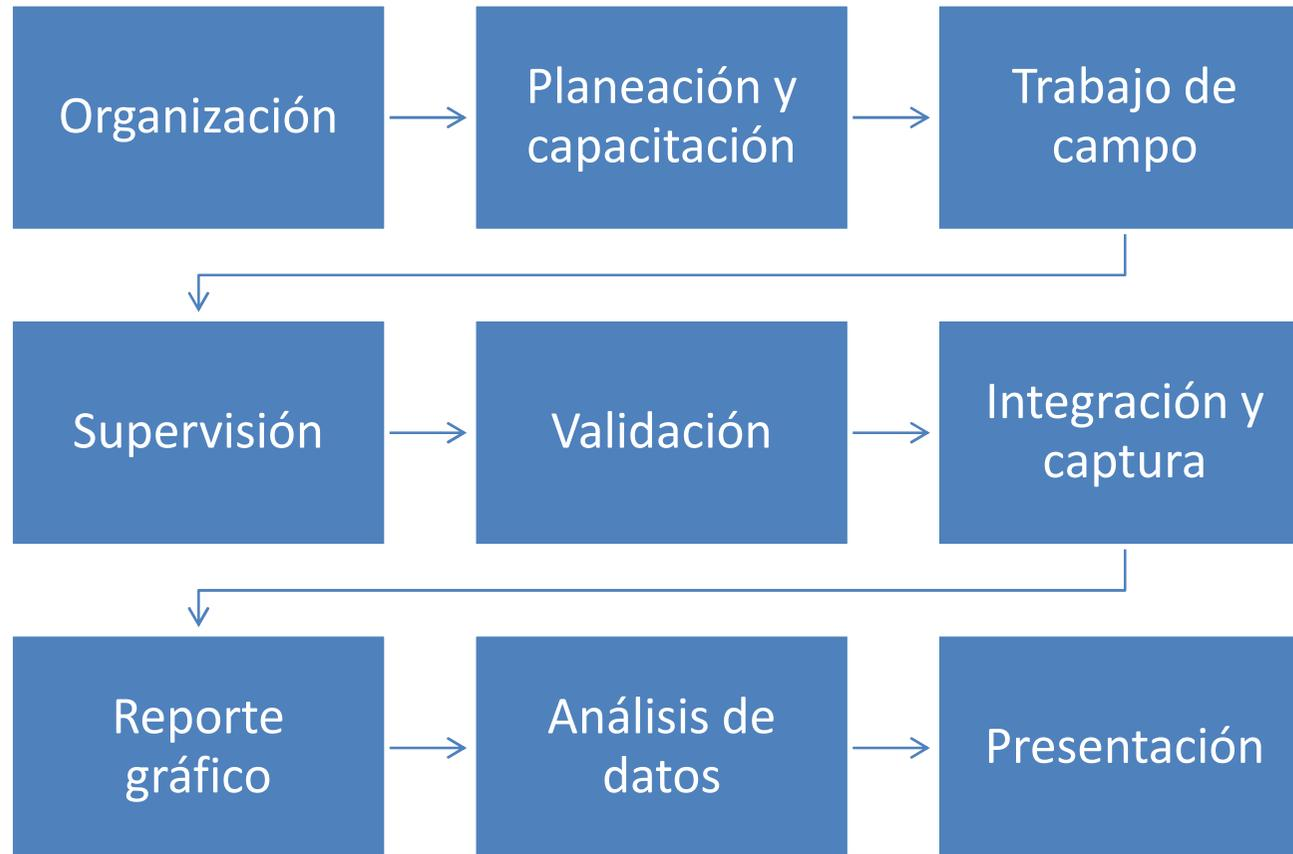 Organización
Planeación y
capacitación
Trabajo de
campo
Supervisión
Validación
Integración y
captura
Reporte
gráfico
Análisis de
datos
Presentación